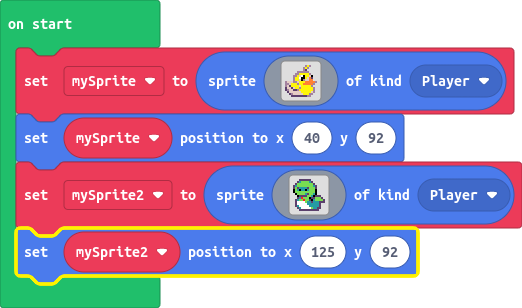 on start
set mySprite to sprite of kind Player
set mySprite position to x 40 y 92
set mySprite2 to sprite of kind Player
set mySprite2 position to x 125 y 92